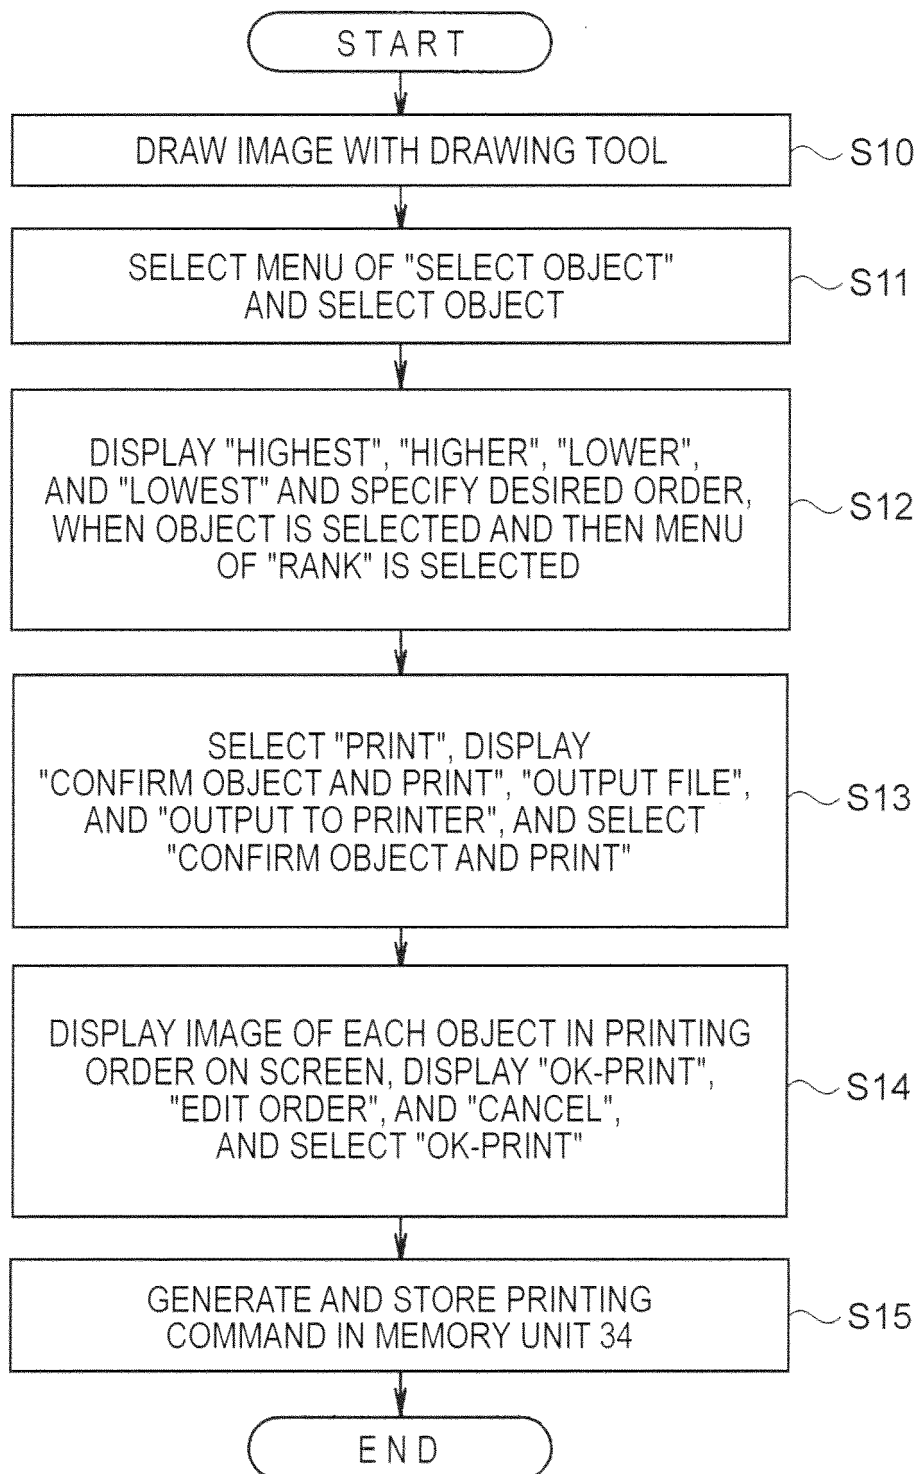 START
DRAW IMAGE WITH DRAWING TOOL
S10
SELECT MENU OF "SELECT OBJECT"
AND SELECT OBJECT
S11
DISPLAY "HIGHEST", "HIGHER", "LOWER",
AND "LOWEST" AND SPECIFY DESIRED ORDER,
WHEN OBJECT IS SELECTED AND THEN MENU
OF "RANK" IS SELECTED
S12
SELECT "PRINT", DISPLAY
"CONFIRM OBJECT AND PRINT", "OUTPUT FILE",
AND "OUTPUT TO PRINTER", AND SELECT
"CONFIRM OBJECT AND PRINT"
S13
DISPLAY IMAGE OF EACH OBJECT IN PRINTING
ORDER ON SCREEN, DISPLAY "OK-PRINT",
"EDIT ORDER", AND "CANCEL",
AND SELECT "OK-PRINT"
S14
GENERATE AND STORE PRINTING
COMMAND IN MEMORY UNIT 34
S15
END